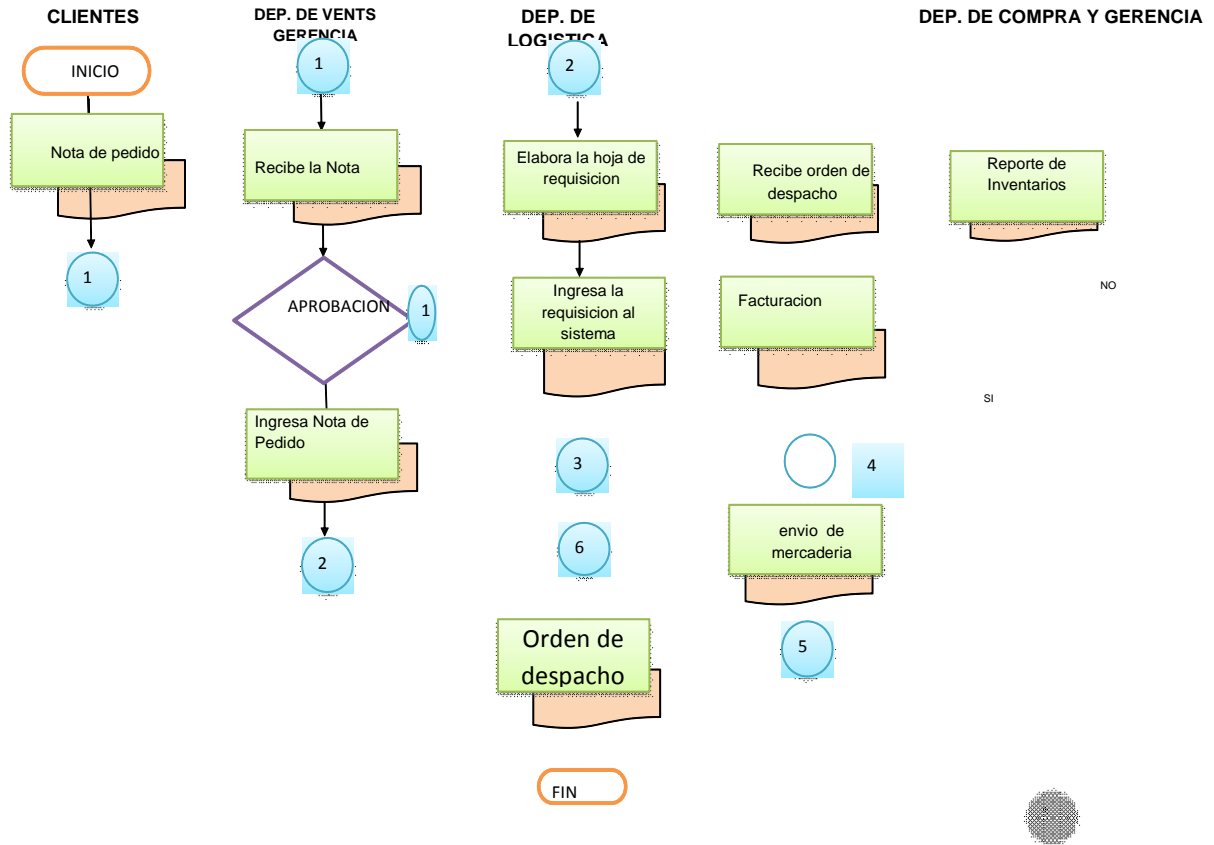 CLIENTES
DEP. DE VENTS
GERENCIA
DEP. DE
LOGISTICA
DEP. DE COMPRA Y GERENCIA
INICIO
Nota de pedido
1
1
Recibe la Nota
APROBACION
1
Ingresa Nota de
Pedido
2
2
Elabora la hoja de
requisicion
Ingresa la
requisicion al
sistema
3
6
Orden de
despacho
FIN
Recibe orden de
despacho
Facturacion
4
envio de
mercaderia
5
Reporte de
Inventarios
NO
SI